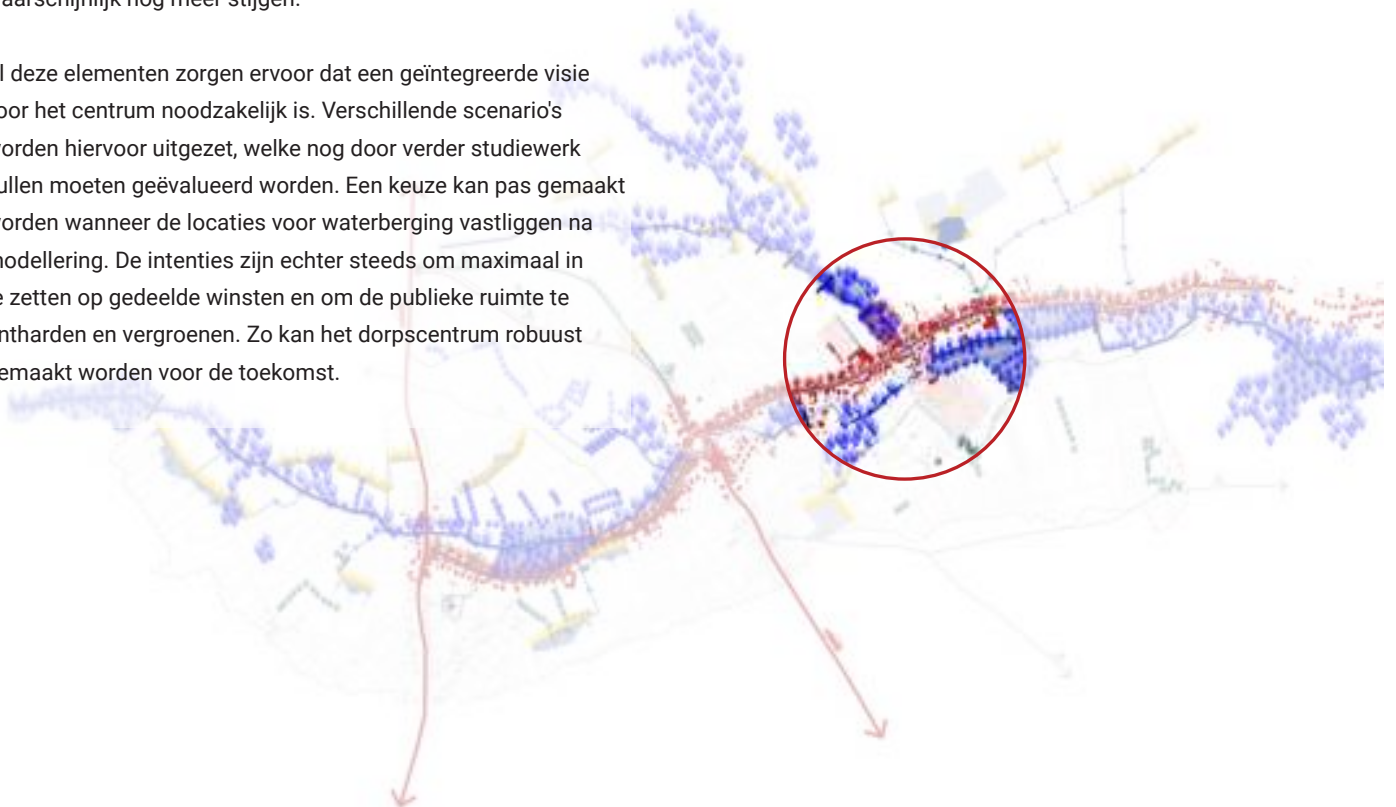 aarschijnlijk nog meer stijgen.
l deze elementen zorgen ervoor dat een geïntegreerde visie
oor het centrum noodzakelijk is. Verschillende scenario's
orden hiervoor uitgezet, welke nog door verder studiewerk
ullen moeten geëvalueerd worden. Een keuze kan pas gemaakt
orden wanneer de locaties voor waterberging vastliggen na
odellering. De intenties zijn echter steeds om maximaal in
e zetten op gedeelde winsten en om de publieke ruimte te
ntharden en vergroenen. Zo kan het dorpscentrum robuust
emaakt worden voor de toekomst.